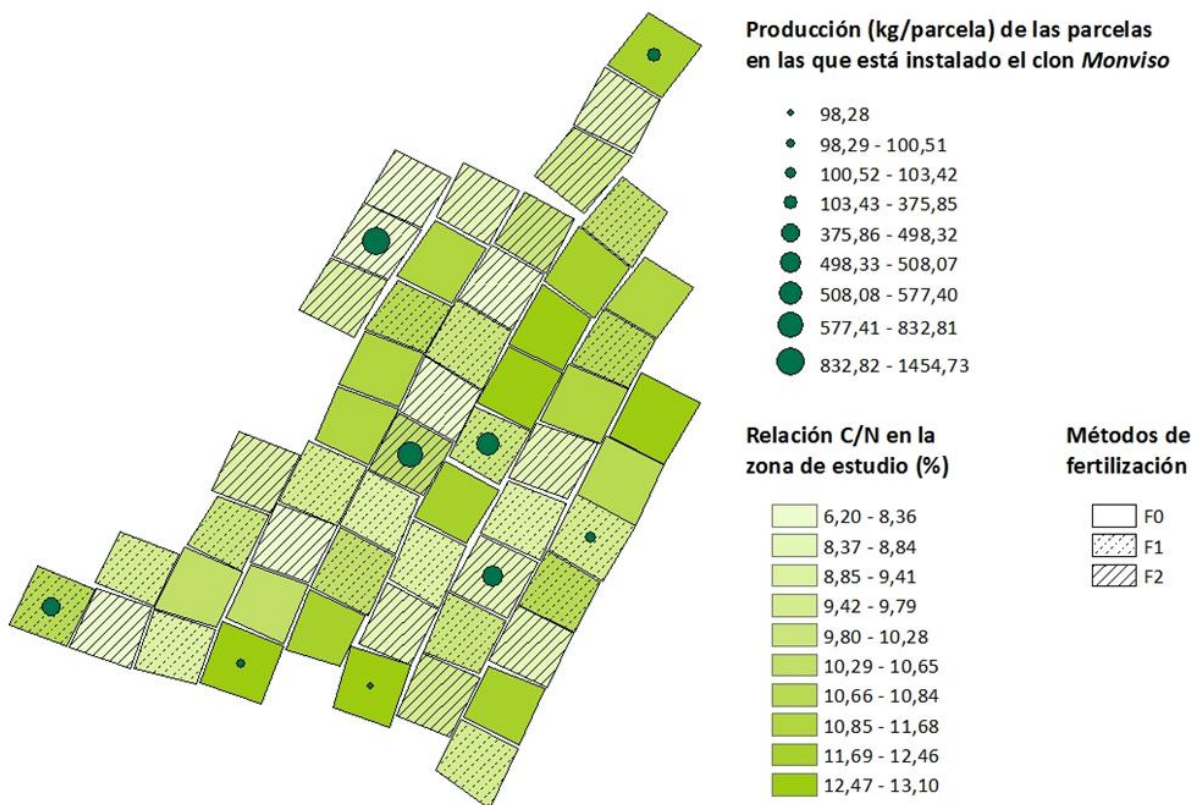 Producción (kg/parcela) de las parcelas
en las que está instalado el clon Monviso
98,28
98,29 - 100,51
100,52 - 103,42
103,43 - 375,85
375,86 - 498,32
498,33 - 508,07
508,08 - 577,40
577,41 - 832,81
832,82 - 1454,73
Relación C/N en la
zona de estudio (%)
6,20 - 8,36
8,37 - 8,84
8,85 - 9,41
9,42 - 9,79
9,80 - 10,28
10,29 - 10,65
10,66 - 10,84
10,85 - 11,68
11,69 - 12,46
12,47 - 13,10
Métodos de
fertilización
F0
F1
F2